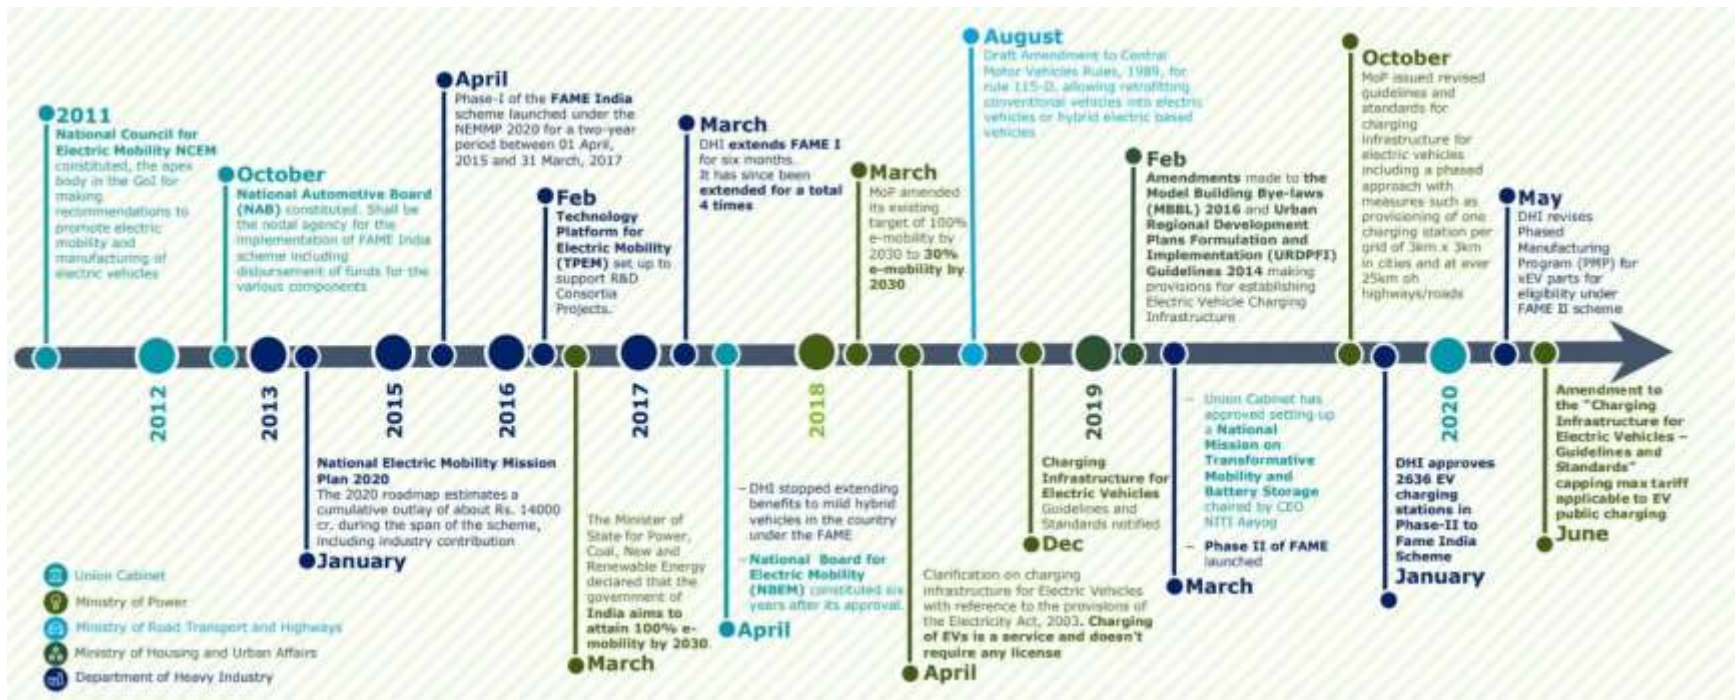 2011
National Council for
Electric Mobility NCEM
constituted, the apex
body in the GoI for
making
recommendations to
promote electric
mobility and
manufacturing of
electric vehicles
October
National Automotive Board
(NAB) constituted. Shall be
the nodal agency for the
implementation of FAME India
scheme including
disbursement of funds for the
various components
April
Phase-I of the FAME India
scheme launched under the
NEMMP 2020 for a two-year
period between 01 April,
2015 and 31 March, 2017
Feb
Technology
Platform for
Electric Mobility
(TPEM) set up to
support R&D
Consortia
Projects.
March
DHI extends FAME I
for six months.
It has since been
extended for a total
4 times
March
MoP amended
its existing
target of 100%
e-mobility by
2030 to 30%
e-mobility by
2030
August
Draft Amendment to Central
Motor Vehicles Rules, 1989, for
rule 115-D, allowing retrofitting
conventional vehicles into electric
vehicles or hybrid electric based
vehicles
Feb
Amendments made to the
Model Building Bye-laws
(MBBL) 2016 and Urban
Regional Development
Plans Formulation and
Implementation (URDPFI)
Guidelines 2014 making
provisions for establishing
Electric Vehicle Charging
Infrastructure
October
MoP issued revised
guidelines and
standards for
charging
infrastructure for
electric vehicles
including a phased
approach with
measures such as
provisioning of one
charging station per
grid of 3km x 3km
in cities and at ever
25km oh
highways/roads
May
DHI revises
Phased
Manufacturing
Program (PMP) for
xEV parts for
eligibility under
FAME II scheme
2012
2013
2015
2016
2017
2018
2019
2020
National Electric Mobility Mission
Plan 2020
The 2020 roadmap estimates a
cumulative outlay of about Rs. 14000
cr. during the span of the scheme,
including industry contribution
January
The Minister of
State for Power,
Coal, New and
Renewable Energy
declared that the
government of
India aims to
attain 100% e-
mobility by 2030.
March
– DHI stopped extending
benefits to mild hybrid
vehicles in the country
under the FAME
– National Board for
Electric Mobility
(NBEM) constituted six
years after its approval.
April
Clarification on charging
infrastructure for Electric Vehicles
with reference to the provisions of
the Electricity Act, 2003. Charging
of EVs is a service and doesn't
require any license
April
Charging
Infrastructure for
Electric Vehicles
Guidelines and
Standards notified
Dec
– Union Cabinet has
approved setting up
a National
Mission on
Transformative
Mobility and
Battery Storage
chaired by CEO
NITI Aayog
– Phase II of FAME
launched
March
DHI approves
2636 EV
charging
stations in
Phase-II to
Fame India
Scheme
January
Amendment to
the "Charging
Infrastructure for
Electric Vehicles –
Guidelines and
Standards"
capping max tariff
applicable to EV
public charging
June
Union Cabinet
Ministry of Power
Ministry of Road Transport and Highways
Ministry of Housing and Urban Affairs
Department of Heavy Industry